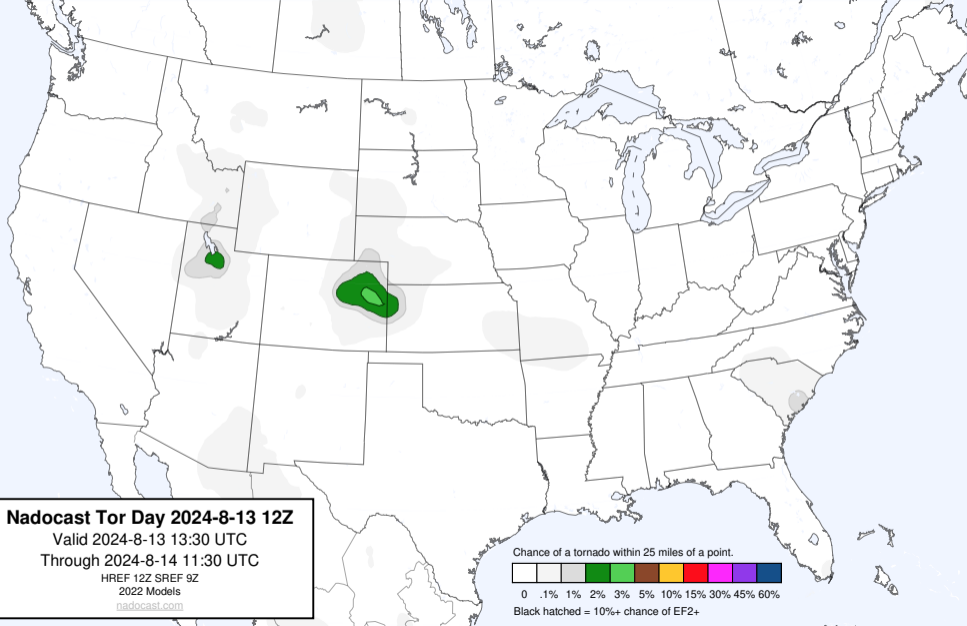 Nadocast Tor Day 2024-8-13 12Z
Valid 2024-8-13 13:30 UTC
Through 2024-8-14 11:30 UTC
HREF 12Z SREF 9Z
2022 Models
nadocast.com
Chance of a tornado within 25 miles of a point.
0 .1% 1% 2% 3% 5% 10% 15% 30% 45% 60%
Black hatched = 10%+ chance of EF2+